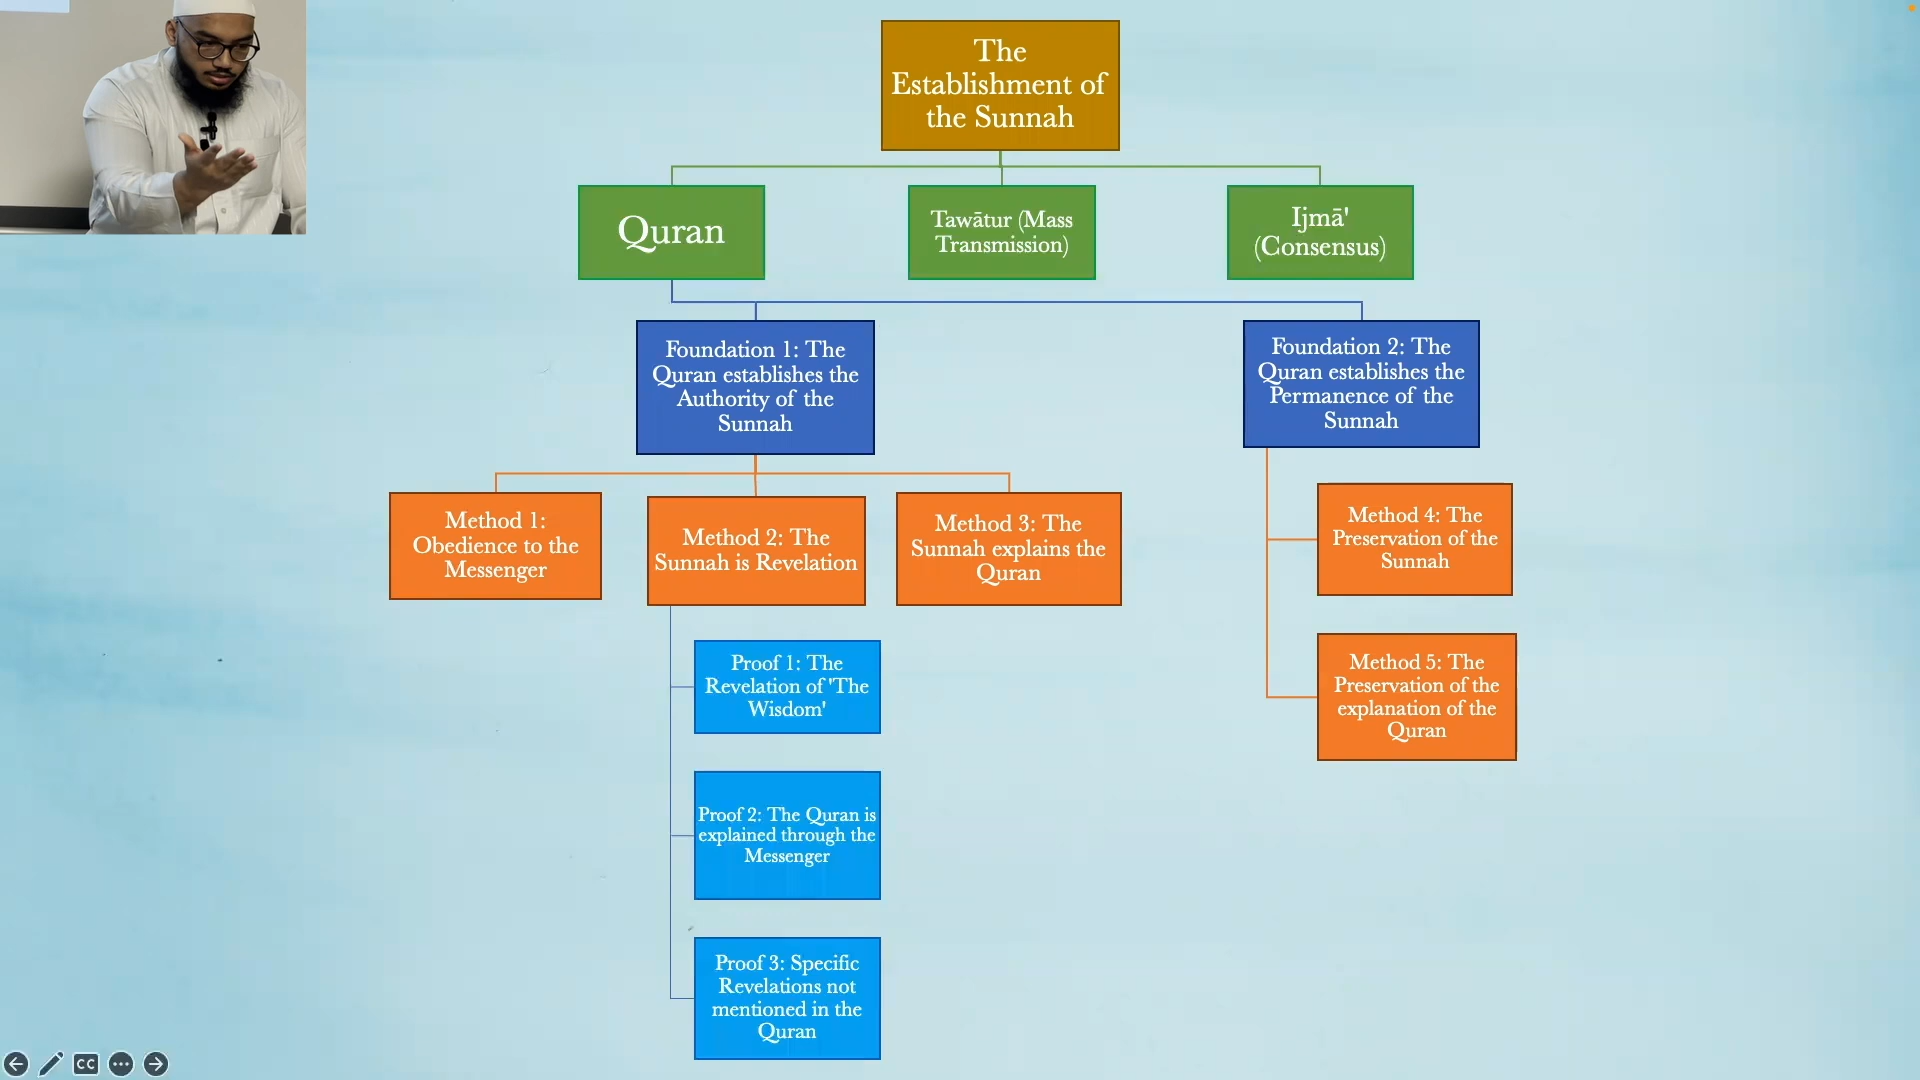 The
Establishment of
the Sunnah
Quran
Tawātur (Mass
Transmission)
Ijmā'
(Consensus)
Foundation 1: The
Quran establishes the
Authority of the
Sunnah
Foundation 2: The
Quran establishes the
Permanence of the
Sunnah
Method 1:
Obedience to the
Messenger
Method 2: The
Sunnah is Revelation
Method 3: The
Sunnah explains the
Quran
Method 4: The
Preservation of the
Sunnah
Method 5: The
Preservation of the
explanation of the
Quran
Proof 1: The
Revelation of 'The
Wisdom'
Proof 2: The Quran is
explained through the
Messenger
Proof 3: Specific
Revelations not
mentioned in the
Quran
CC